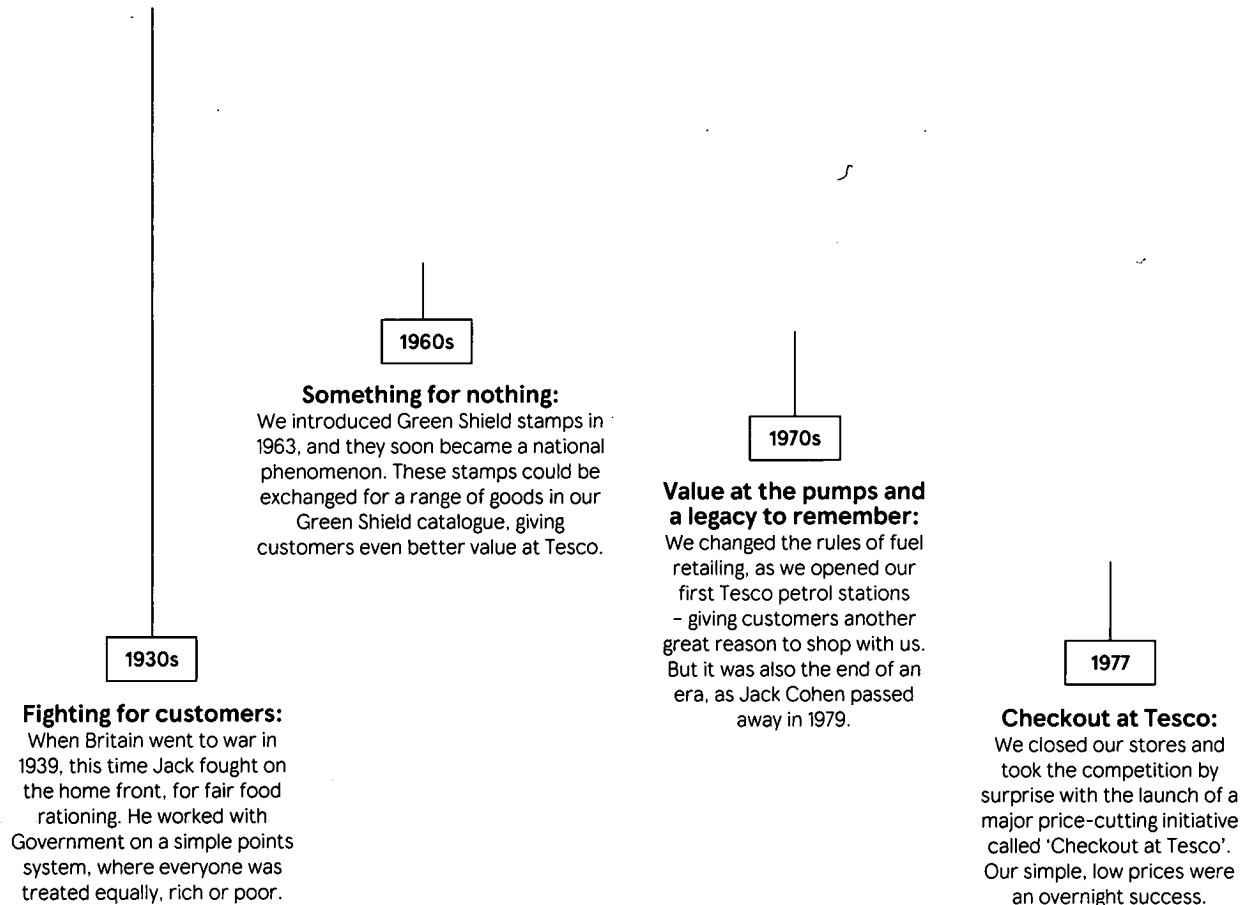 1930s
Fighting for customers:
When Britain went to war in
1939, this time Jack fought on
the home front, for fair food
rationing. He worked with
Government on a simple points
system, where everyone was
treated equally, rich or poor.
1960s
Something for nothing:
We introduced Green Shield stamps in
1963, and they soon became a national
phenomenon. These stamps could be
exchanged for a range of goods in our
Green Shield catalogue, giving
customers even better value at Tesco.
1970s
Value at the pumps and
a legacy to remember:
We changed the rules of fuel
retailing, as we opened our
first Tesco petrol stations
– giving customers another
great reason to shop with us.
But it was also the end of an
era, as Jack Cohen passed
away in 1979.
1977
Checkout at Tesco:
We closed our stores and
took the competition by
surprise with the launch of a
major price-cutting initiative
called ‘Checkout at Tesco’.
Our simple, low prices were
an overnight success.